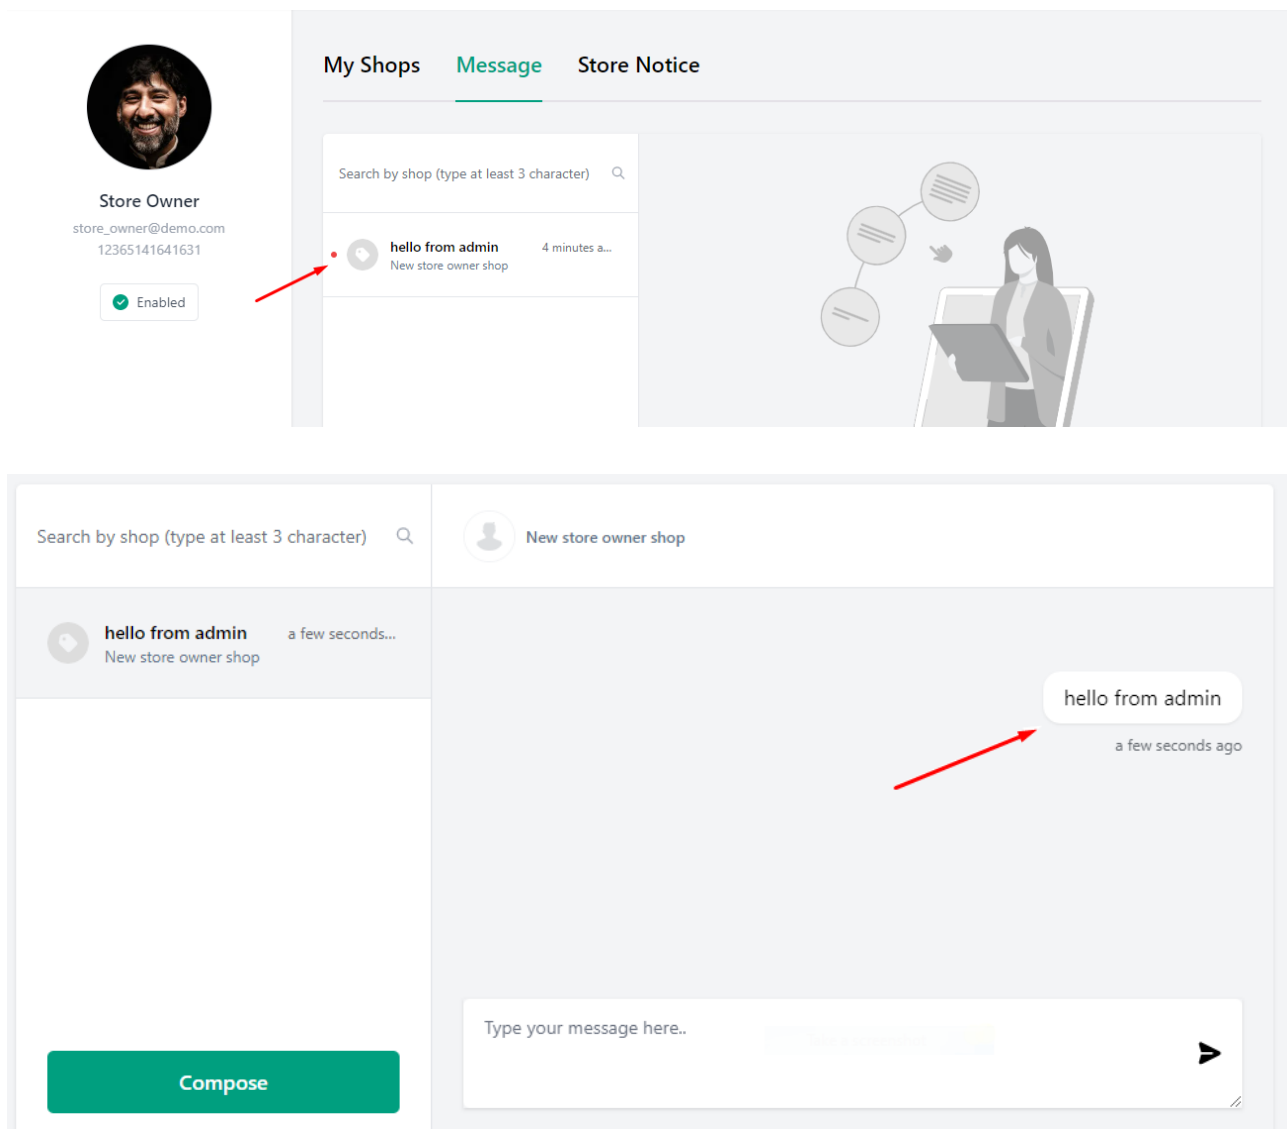 My Shops Message Store Notice
Store Owner
store_owner@demo.com
12365141641631
Enabled
Search by shop (type at least 3 character)
hello from admin 4 minutes a...
New store owner shop
Search by shop (type at least 3 character)
New store owner shop
hello from admin a few seconds...
New store owner shop
hello from admin
a few seconds ago
Type your message here..
Compose